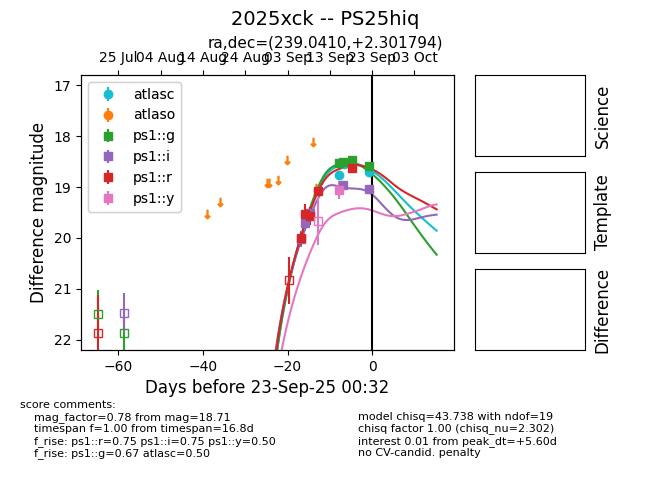 2025xck -- PS25hiq
ra,dec=(239.0410,+2.301794)
25 Jul 04 Aug 14 Aug 24 Aug 03 Sep 13 Sep 23 Sep 03 Oct
atlasc
atlaso
ps1::g
ps1::i
ps1::r
ps1::y
17
18
19
20
21
22
Difference magnitude
−60 −40 −20 0
Days before 23-Sep-25 00:32
Science
Template
Difference
score comments:
mag_factor=0.78 from mag=18.71
timespan f=1.00 from timespan=16.8d
f_rise: ps1::r=0.75 ps1::i=0.75 ps1::y=0.50
f_rise: ps1::g=0.67 atlasc=0.50
model chisq=43.738 with ndof=19
chisq factor 1.00 (chisq_nu=2.302)
interest 0.01 from peak_dt=+5.60d
no CV-candid. penalty